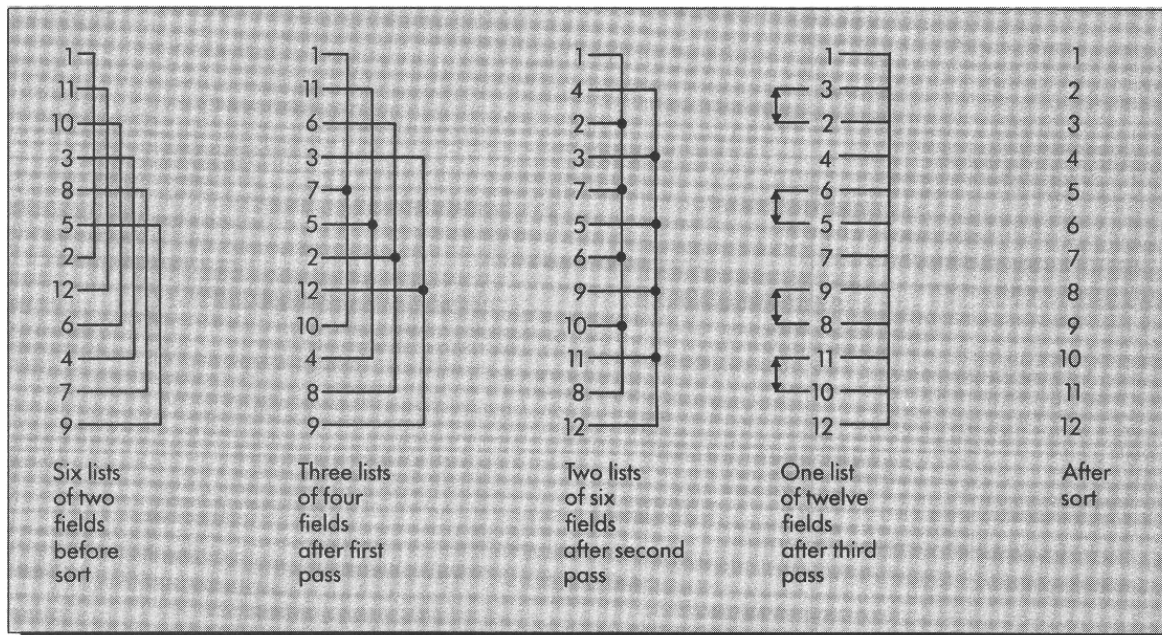 1 1 1 1 1
11 11 4 3 2
10 6 2 2 3
3 3 3 4 4
8 7 7 6 5
5 5 5 5 6
2 2 6 7 7
12 12 9 9 8
6 10 10 8 9
4 4 11 11 10
7 8 8 10 11
9 9 12 12 12
Six lists
of two
fields
before
sort
Three lists
of four
fields
after first
pass
Two lists
of six
fields
after second
pass
One list
of twelve
fields
after third
pass
After
sort